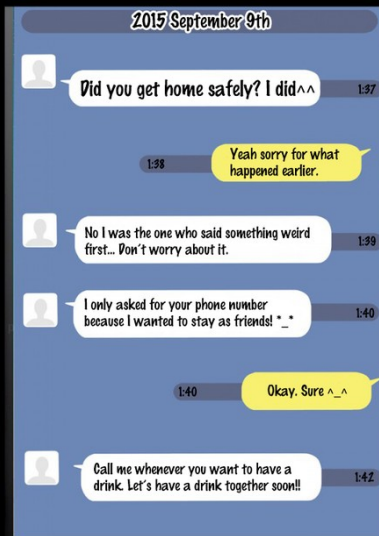 2015 September 9th
Did you get home safely? I did^^
1:37
Yeah sorry for what
happened earlier.
1:38
No I was the one who said something weird
first... Don't worry about it.
1:39
I only asked for your phone number
because I wanted to stay as friends! *_*
1:40
Okay. Sure ^_^
1:40
Call me whenever you want to have a
drink. Let's have a drink together soon!!
1:42